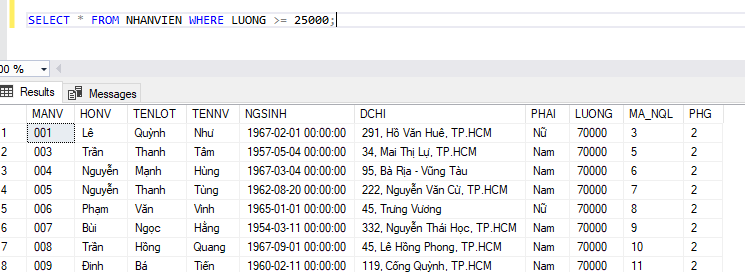 SELECT * FROM NHANVIEN WHERE LUONG >= 25000;
00 %
Results Messages
MANV HONV TENLOT TENNV NGSINH DCHI PHAI LUONG MA_NQL PHG
1 001 Lê Quỳnh Như 1967-02-01 00:00:00 291, Hồ Văn Huê, TP.HCM Nữ 70000 3 2
2 003 Trần Thanh Tâm 1957-05-04 00:00:00 34, Mai Thị Lự, TP.HCM Nam 70000 5 2
3 004 Nguyễn Mạnh Hùng 1967-03-04 00:00:00 95, Bà Rịa - Vũng Tàu Nam 70000 6 2
4 005 Nguyễn Thanh Tùng 1962-08-20 00:00:00 222, Nguyễn Văn Cừ, TP.HCM Nam 70000 7 2
5 006 Phạm Văn Vinh 1965-01-01 00:00:00 45, Trưng Vương Nữ 70000 8 2
6 007 Bùi Ngọc Hằng 1954-03-11 00:00:00 332, Nguyễn Thái Học, TP.HCM Nam 70000 9 2
7 008 Trần Hồng Quang 1967-09-01 00:00:00 45, Lê Hồng Phong, TP.HCM Nam 70000 10 2
8 009 Đinh Bá Tiến 1960-02-11 00:00:00 119, Cống Quỳnh, TP.HCM Nam 70000 11 2